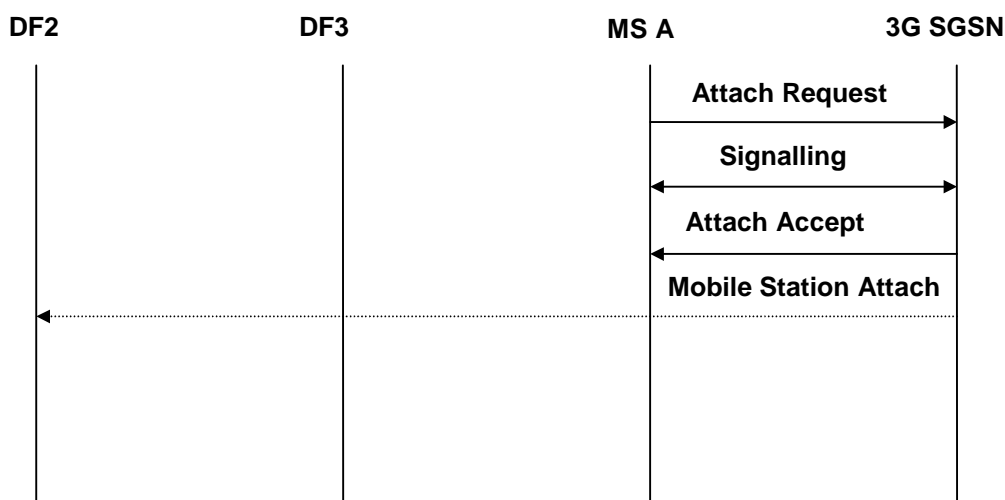 DF2 DF3 MS A 3G SGSN
Attach Request
Signalling
Attach Accept
Mobile Station Attach